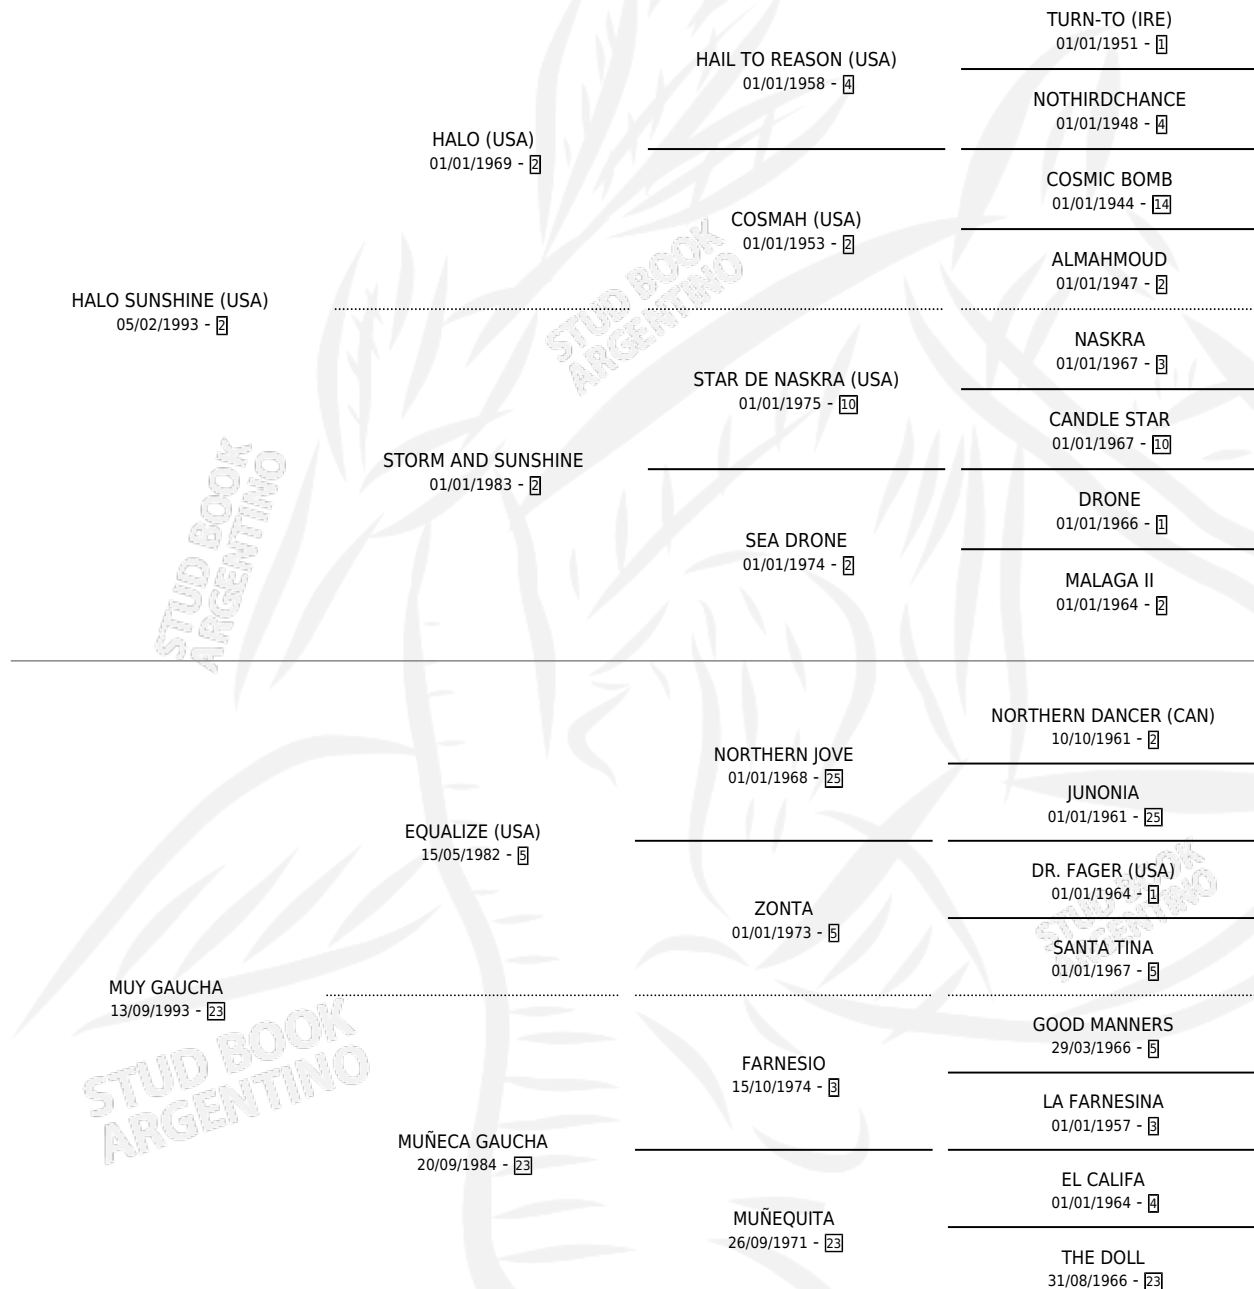 TURN-TO (IRE)
01/01/1951 - 1
HAIL TO REASON (USA)
01/01/1958 - 4
NOTHIRDCHANCE
01/01/1948 - 4
HALO (USA)
01/01/1969 - 2
COSMIC BOMB
01/01/1944 - 14
COSMAH (USA)
01/01/1953 - 2
ALMAHMOUD
01/01/1947 - 2
HALO SUNSHINE (USA)
05/02/1993 - 2
NASKRA
01/01/1967 - 3
STAR DE NASKRA (USA)
01/01/1975 - 10
CANDLE STAR
01/01/1967 - 10
STORM AND SUNSHINE
01/01/1983 - 2
DRONE
01/01/1966 - 1
SEA DRONE
01/01/1974 - 2
MALAGA II
01/01/1964 - 2
NORTHERN DANCER (CAN)
10/10/1961 - 2
NORTHERN JOVE
01/01/1968 - 25
JUNONIA
01/01/1961 - 25
EQUALIZE (USA)
15/05/1982 - 5
DR. FAGER (USA)
01/01/1964 - 1
ZONTA
01/01/1973 - 5
SANTA TINA
01/01/1967 - 5
MUY GAUCHA
13/09/1993 - 23
GOOD MANNERS
29/03/1966 - 5
FARNESIO
15/10/1974 - 3
LA FARNESINA
01/01/1957 - 3
MUÑECA GAUCHA
20/09/1984 - 23
EL CALIFA
01/01/1964 - 4
MUÑEQUITA
26/09/1971 - 23
THE DOLL
31/08/1966 - 23
STUD BOOK
ARGENTINO
STUD BOOK
ARGENTINO
STUD BOOK
ARGENTINO
STUD BOOK
ARGENTINO